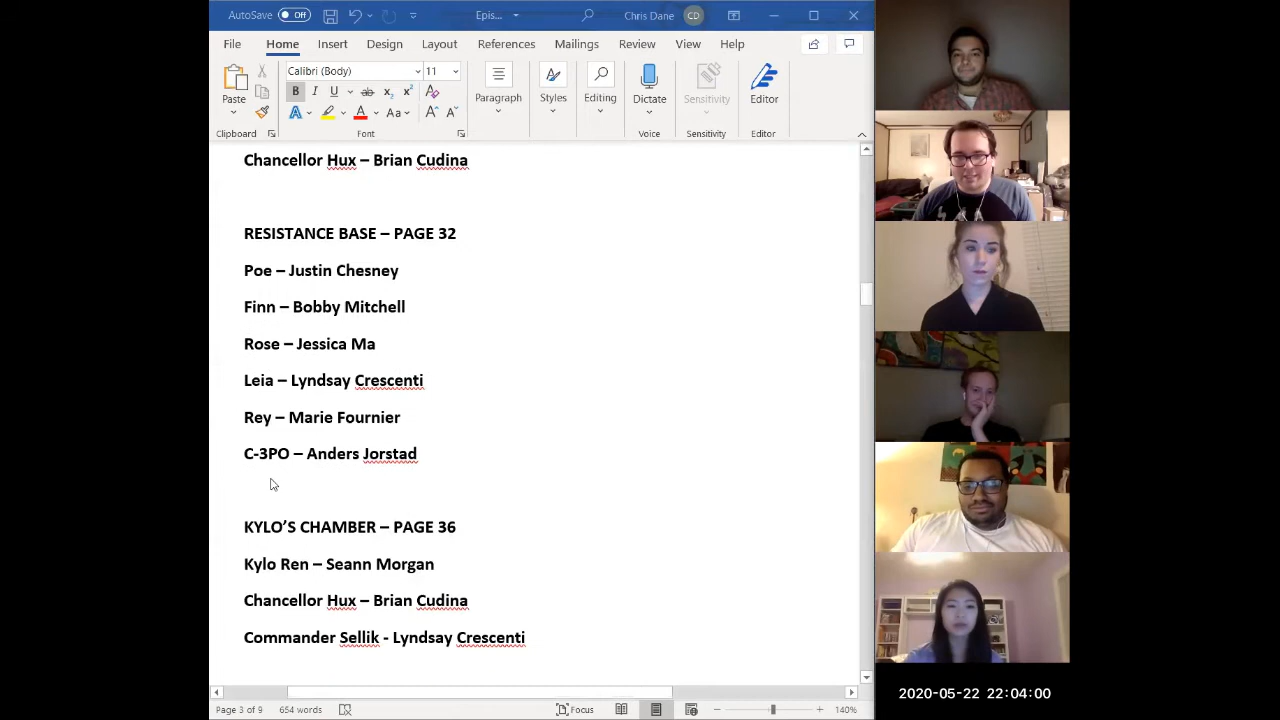 AutoSave Off Epis... Chris Dane CD
File Home Insert Design Layout References Mailings Review View Help
Calibri (Body) 11
Paste B I U ab x₂ x² A A Aa A A Paragraph Styles Editing Dictate Sensitivity Editor
Clipboard Font Voice Sensitivity Editor
Chancellor Hux – Brian Cudina
RESISTANCE BASE – PAGE 32
Poe – Justin Chesney
Finn – Bobby Mitchell
Rose – Jessica Ma
Leia – Lyndsay Crescenti
Rey – Marie Fournier
C-3PO – Anders Jorstad
KYLO’S CHAMBER – PAGE 36
Kylo Ren – Seann Morgan
Chancellor Hux – Brian Cudina
Commander Sellik - Lyndsay Crescenti
Page 3 of 9 654 words Focus 140%
2020-05-22 22:04:00